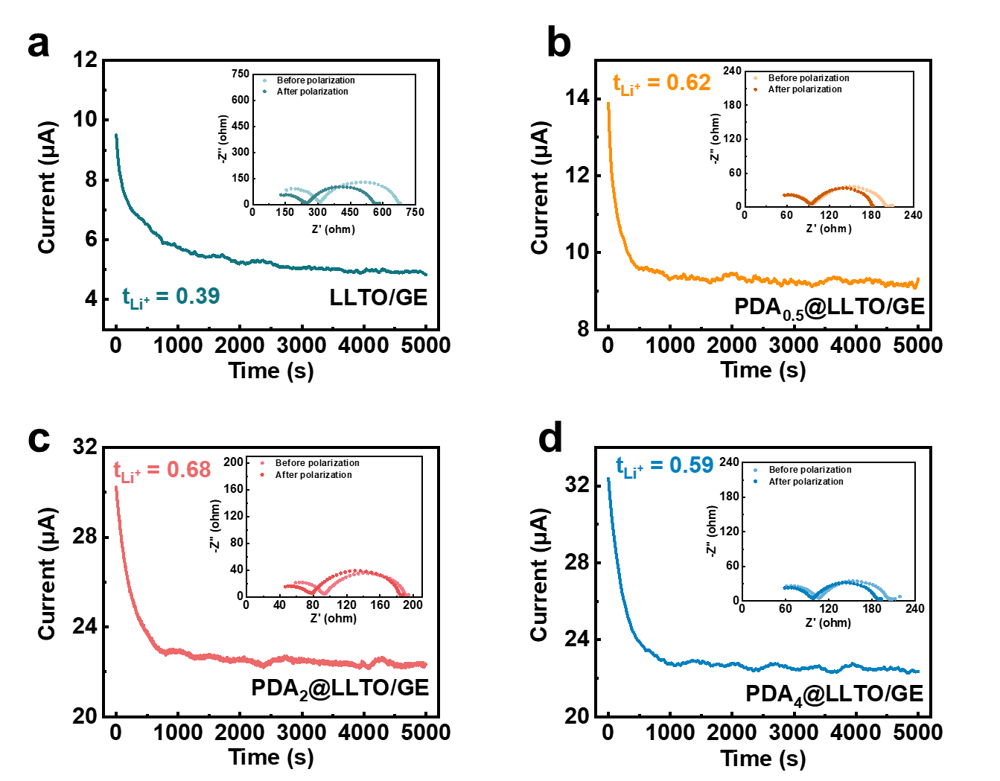 a
12
10
8
6
4
Current (µA)
0 1000 2000 3000 4000 5000
Time (s)
tLi+ = 0.39
LLTO/GE
750
600
450
300
150
0
-Z'' (ohm)
0 150 300 450 600 750
Z' (ohm)
Before polarization
After polarization
b
14
12
10
8
Current (µA)
0 1000 2000 3000 4000 5000
Time (s)
tLi+ = 0.62
PDA0.5@LLTO/GE
240
180
120
60
0
-Z'' (ohm)
0 60 120 180 240
Z' (ohm)
Before polarization
After polarization
c
32
28
24
20
Current (µA)
0 1000 2000 3000 4000 5000
Time (s)
tLi+ = 0.68
PDA2@LLTO/GE
200
160
120
80
40
0
-Z'' (ohm)
0 40 80 120 160 200
Z' (ohm)
Before polarization
After polarization
d
32
28
24
20
Current (µA)
0 1000 2000 3000 4000 5000
Time (s)
tLi+ = 0.59
PDA4@LLTO/GE
240
180
120
60
0
-Z'' (ohm)
0 60 120 180 240
Z' (ohm)
Before polarization
After polarization